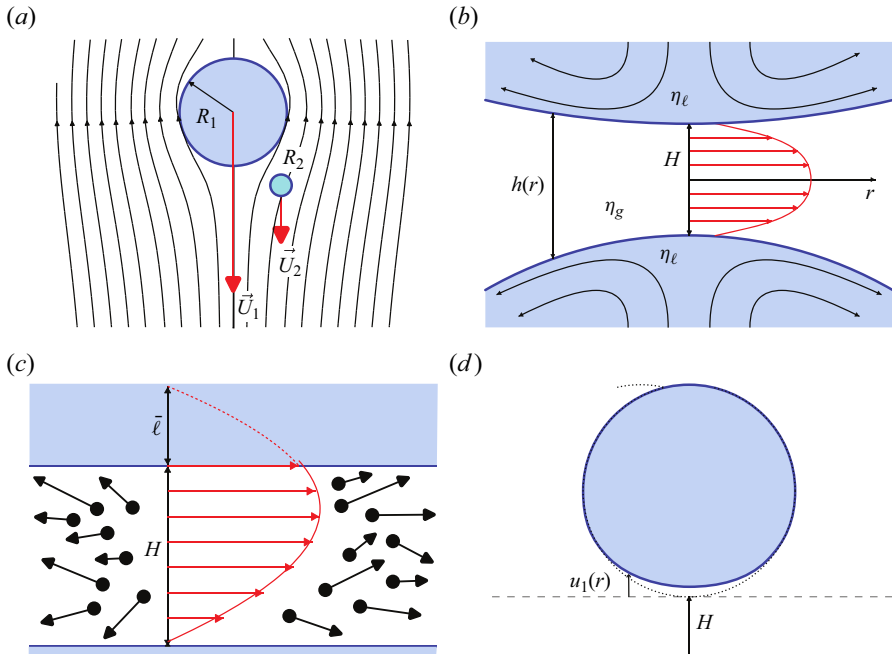 (a)
R₁
R₂
U⃗₂
U⃗₁
(b)
ηℓ
H
h(r)
r
ηg
ηℓ
(c)
ℓ̄
H
(d)
u₁(r)
H